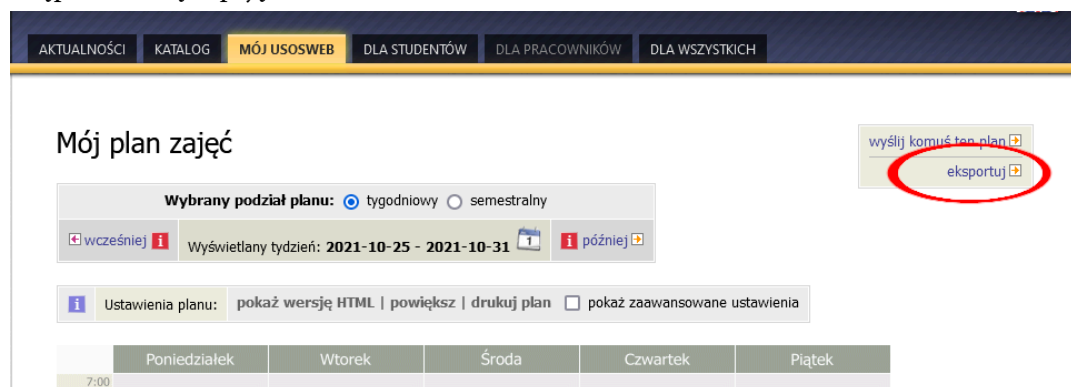 AKTUALNOŚCI KATALOG MÓJ USOSWEB DLA STUDENTÓW DLA PRACOWNIKÓW DLA WSZYSTKICH
Mój plan zajęć
wyślij komuś ten plan
eksportuj
Wybrany podział planu: tygodniowy semestralny
wcześniej i Wyświetlany tydzień: 2021-10-25 - 2021-10-31 1 i później
i Ustawienia planu: pokaż wersję HTML | powiększ | drukuj plan pokaż zaawansowane ustawienia
Poniedziałek Wtorek Środa Czwartek Piątek
7:00